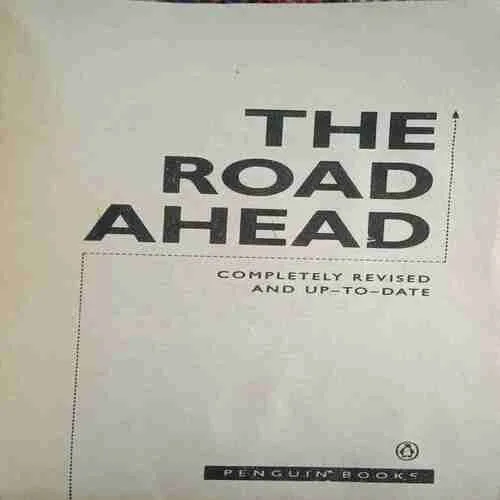 THE
ROAD
AHEAD
COMPLETELY REVISED
AND UP-TO-DATE
PENGUIN BOOKS